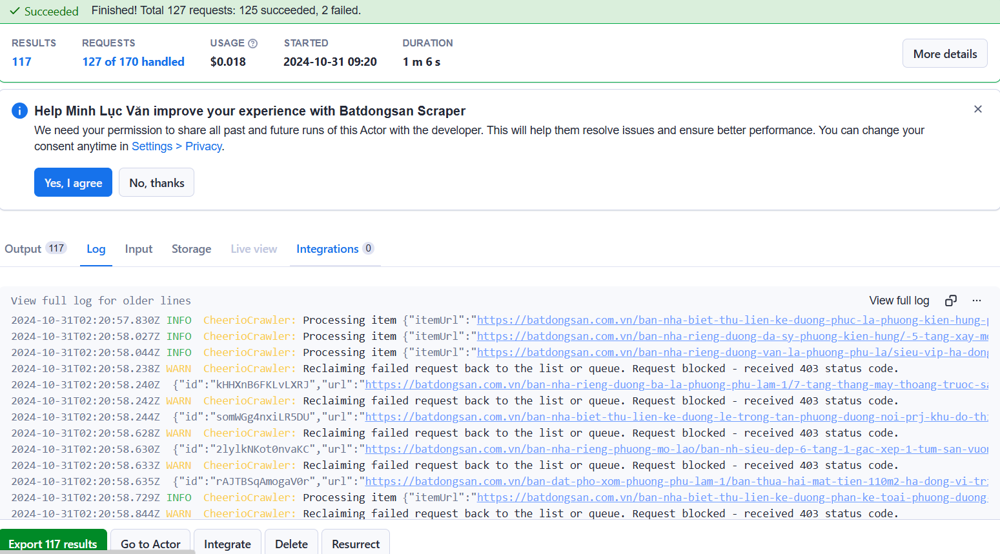 Succeeded Finished! Total 127 requests: 125 succeeded, 2 failed.
RESULTS REQUESTS USAGE STARTED DURATION
117 127 of 170 handled $0.018 2024-10-31 09:20 1 m 6 s
More details
Help Minh Lục Văn improve your experience with Batdongsan Scraper
We need your permission to share all past and future runs of this Actor with the developer. This will help them resolve issues and ensure better performance. You can change your
consent anytime in Settings > Privacy.
Yes, I agree No, thanks
Output 117 Log Input Storage Live view Integrations 0
View full log for older lines View full log ...
2024-10-31T02:20:57.830Z INFO CheerioCrawler: Processing item {"itemUrl":"https://batdongsan.com.vn/ban-nha-biet-thu-lien-ke-duong-phuc-la-phuong-kien-hung-p
2024-10-31T02:20:58.027Z INFO CheerioCrawler: Processing item {"itemUrl":"https://batdongsan.com.vn/ban-nha-rieng-duong-da-sy-phuong-kien-hung/-5-tang-xay-mo
2024-10-31T02:20:58.044Z INFO CheerioCrawler: Processing item {"itemUrl":"https://batdongsan.com.vn/ban-nha-rieng-duong-van-la-phuong-phu-la/sieu-vip-ha-dong
2024-10-31T02:20:58.238Z WARN CheerioCrawler: Reclaiming failed request back to the list or queue. Request blocked - received 403 status code.
2024-10-31T02:20:58.240Z {"id":"kHHXnB6FKLvLXRJ","url":"https://batdongsan.com.vn/ban-nha-rieng-duong-ba-la-phuong-phu-lam-1/7-tang-thang-may-thoang-truoc-sa
2024-10-31T02:20:58.242Z WARN CheerioCrawler: Reclaiming failed request back to the list or queue. Request blocked - received 403 status code.
2024-10-31T02:20:58.244Z {"id":"somWGg4nxiLR5DU","url":"https://batdongsan.com.vn/ban-nha-biet-thu-lien-ke-duong-le-trong-tan-phuong-duong-noi-prj-khu-do-thi
2024-10-31T02:20:58.628Z WARN CheerioCrawler: Reclaiming failed request back to the list or queue. Request blocked - received 403 status code.
2024-10-31T02:20:58.630Z {"id":"2lylkNKot0nvaKC","url":"https://batdongsan.com.vn/ban-nha-rieng-phuong-mo-lao/ban-nh-sieu-dep-6-tang-1-gac-xep-1-tum-san-vuon
2024-10-31T02:20:58.633Z WARN CheerioCrawler: Reclaiming failed request back to the list or queue. Request blocked - received 403 status code.
2024-10-31T02:20:58.635Z {"id":"rAJTBSqAmogaV0r","url":"https://batdongsan.com.vn/ban-dat-pho-xom-phuong-phu-lam-1/ban-thua-hai-mat-tien-110m2-ha-dong-vi-tri
2024-10-31T02:20:58.729Z INFO CheerioCrawler: Processing item {"itemUrl":"https://batdongsan.com.vn/ban-nha-biet-thu-lien-ke-duong-phan-ke-toai-phuong-duong-
2024-10-31T02:20:58.844Z WARN CheerioCrawler: Reclaiming failed request back to the list or queue. Request blocked - received 403 status code.
Export 117 results Go to Actor Integrate Delete Resurrect